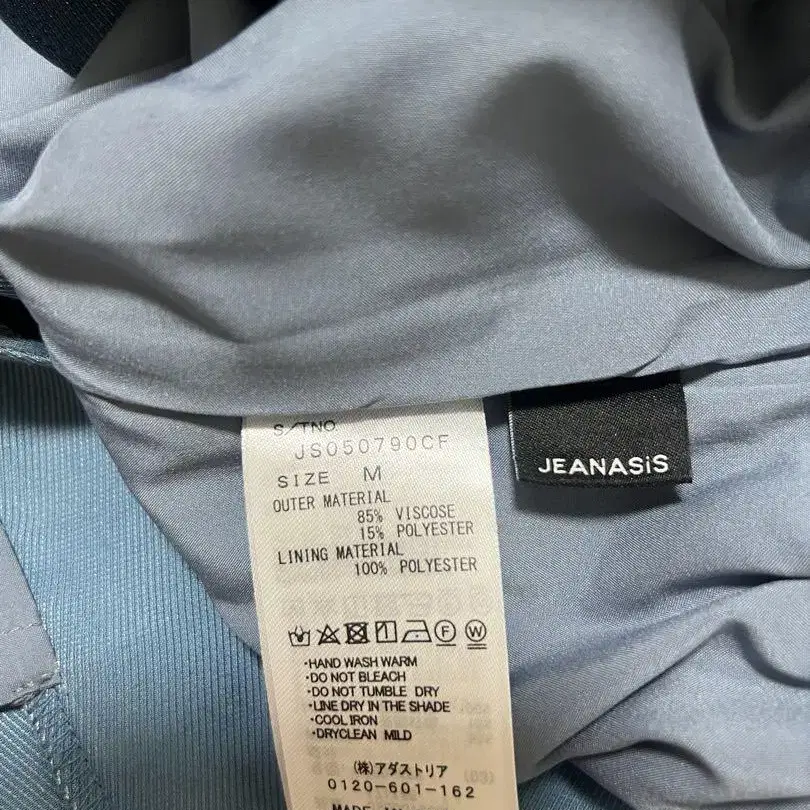 S/TNO.
JS050790CF
SIZE M
OUTER MATERIAL
85% VISCOSE
15% POLYESTER
LINING MATERIAL
100% POLYESTER
F W
・HAND WASH WARM
・DO NOT BLEACH
・DO NOT TUMBLE DRY
・LINE DRY IN THE SHADE
・COOL IRON
・DRYCLEAN MILD
(株)アダストリア
0120-601-162
MADE
JEANASiS